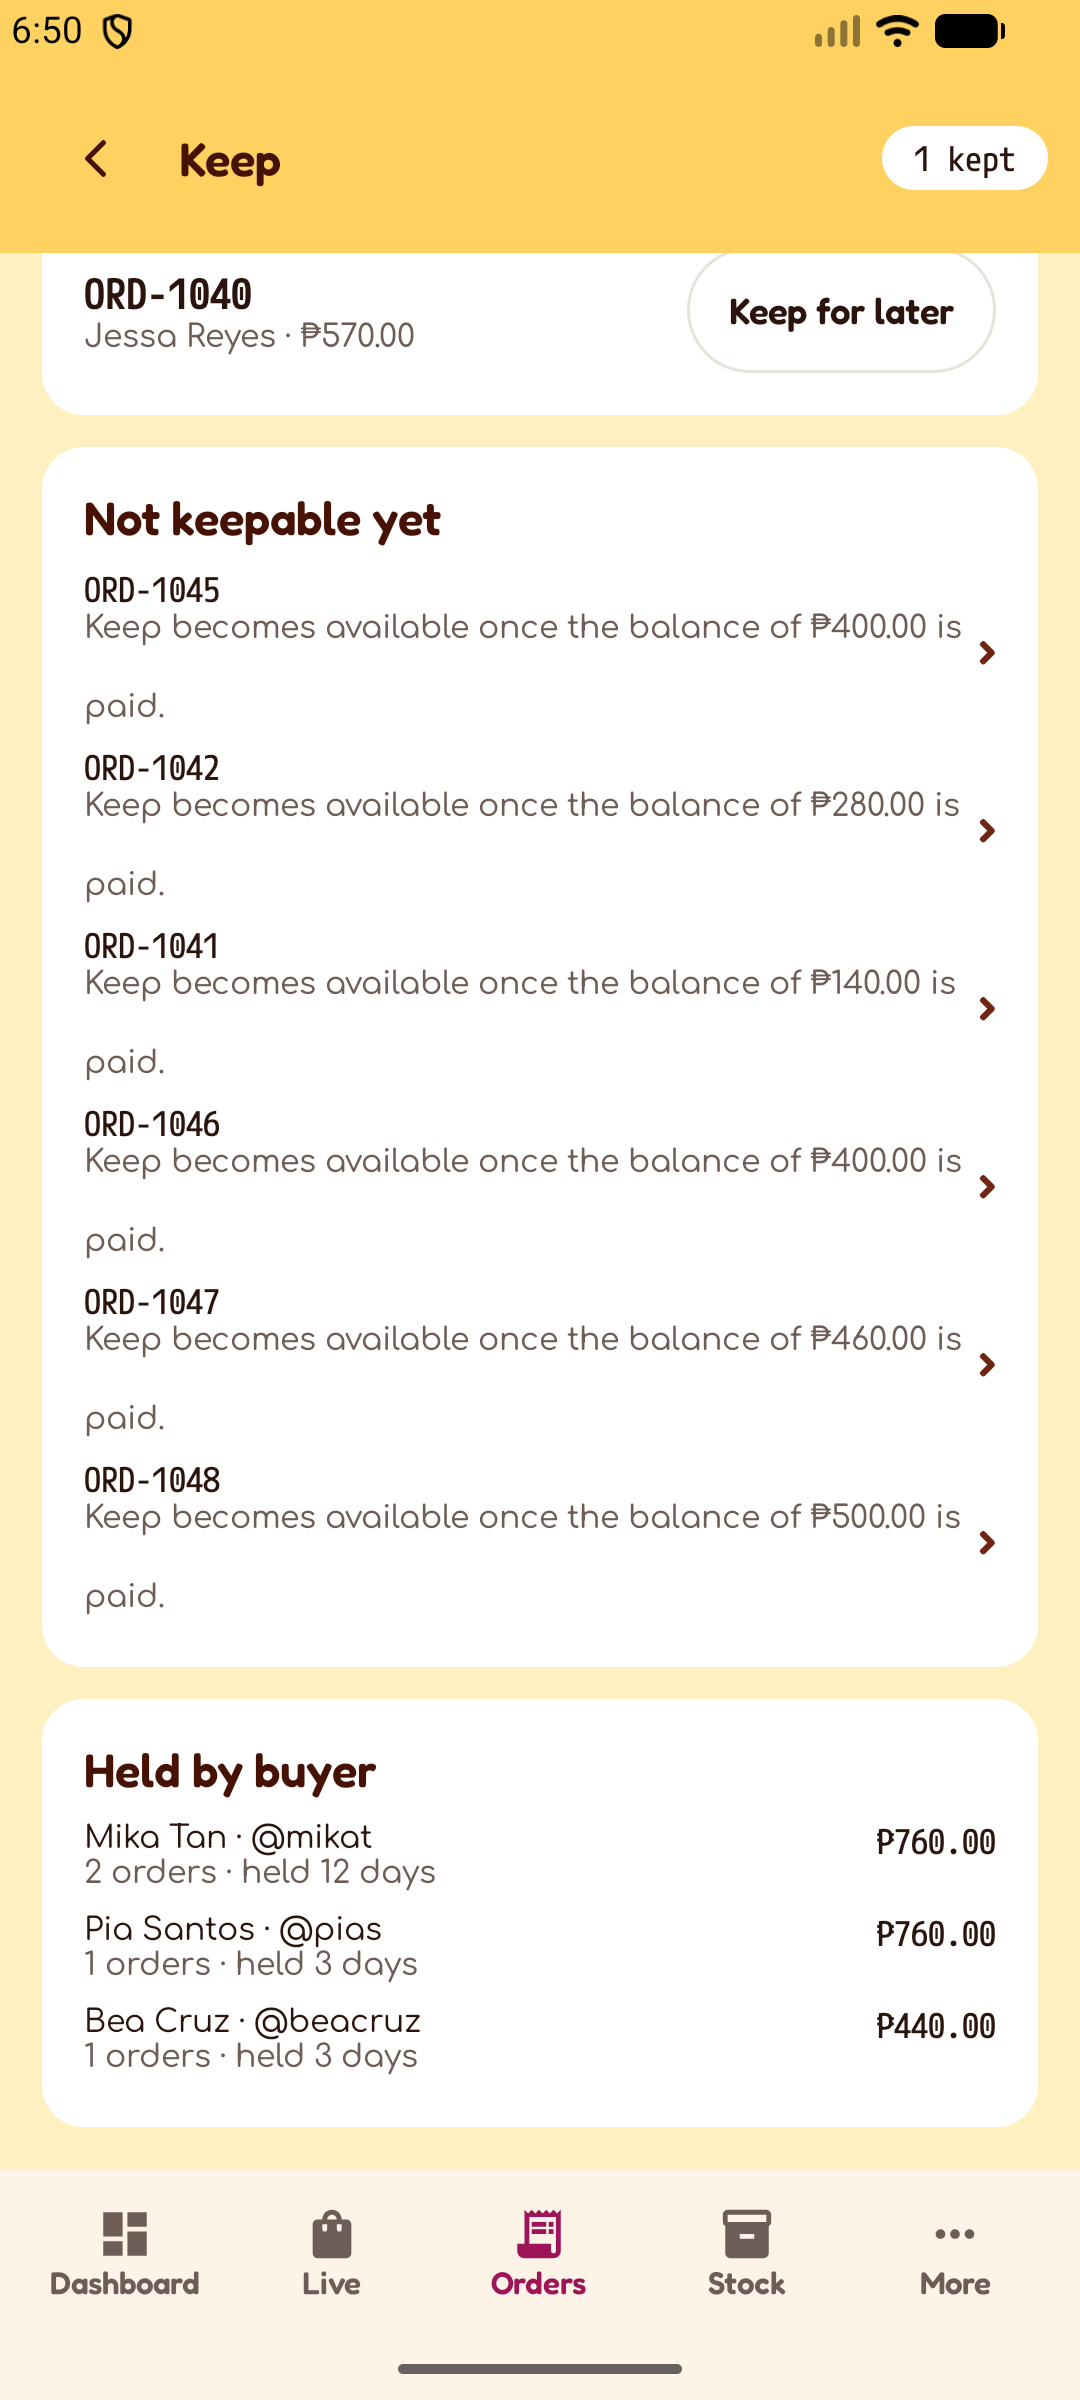 6:50
Keep
1 kept
ORD-1040
Jessa Reyes · ₱570.00
Keep for later
Not keepable yet
ORD-1045
Keep becomes available once the balance of ₱400.00 is
paid.
ORD-1042
Keep becomes available once the balance of ₱280.00 is
paid.
ORD-1041
Keep becomes available once the balance of ₱140.00 is
paid.
ORD-1046
Keep becomes available once the balance of ₱400.00 is
paid.
ORD-1047
Keep becomes available once the balance of ₱460.00 is
paid.
ORD-1048
Keep becomes available once the balance of ₱500.00 is
paid.
Held by buyer
Mika Tan · @mikat
₱760.00
2 orders · held 12 days
Pia Santos · @pias
₱760.00
1 orders · held 3 days
Bea Cruz · @beacruz
₱440.00
1 orders · held 3 days
Dashboard
Live
Orders
Stock
More